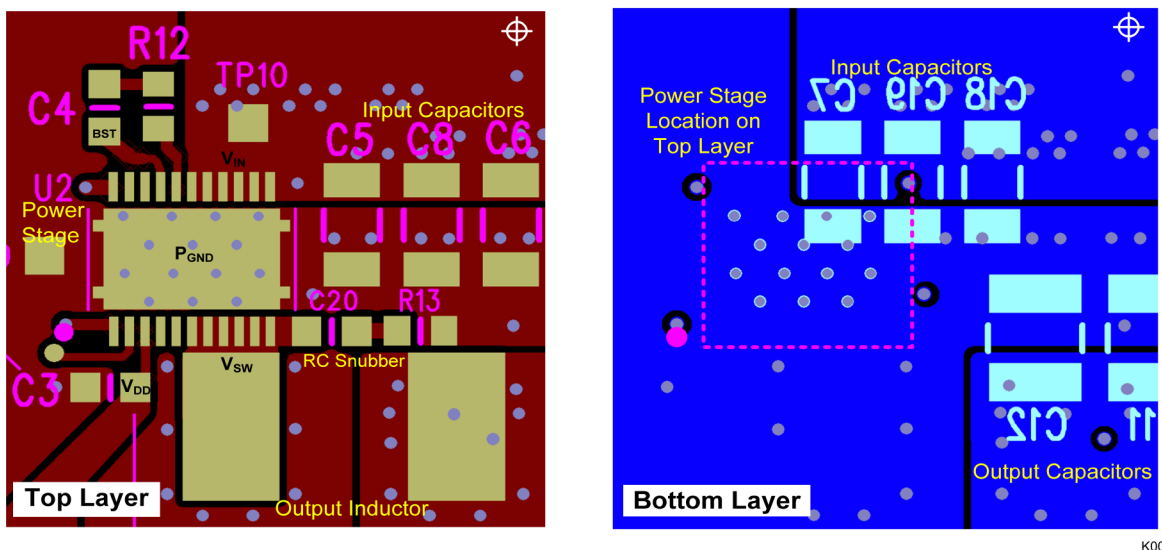 R12
TP10
C4
BST
Input Capacitors
C5
C8
C6
VIN
U2
Power
Stage
PGND
C20
R13
RC Snubber
VSW
C3
VDD
Top Layer
Output Inductor
Input Capacitors
Power Stage
Location on
Top Layer
C7
C19
C18
C12
11
Output Capacitors
Bottom Layer
K00